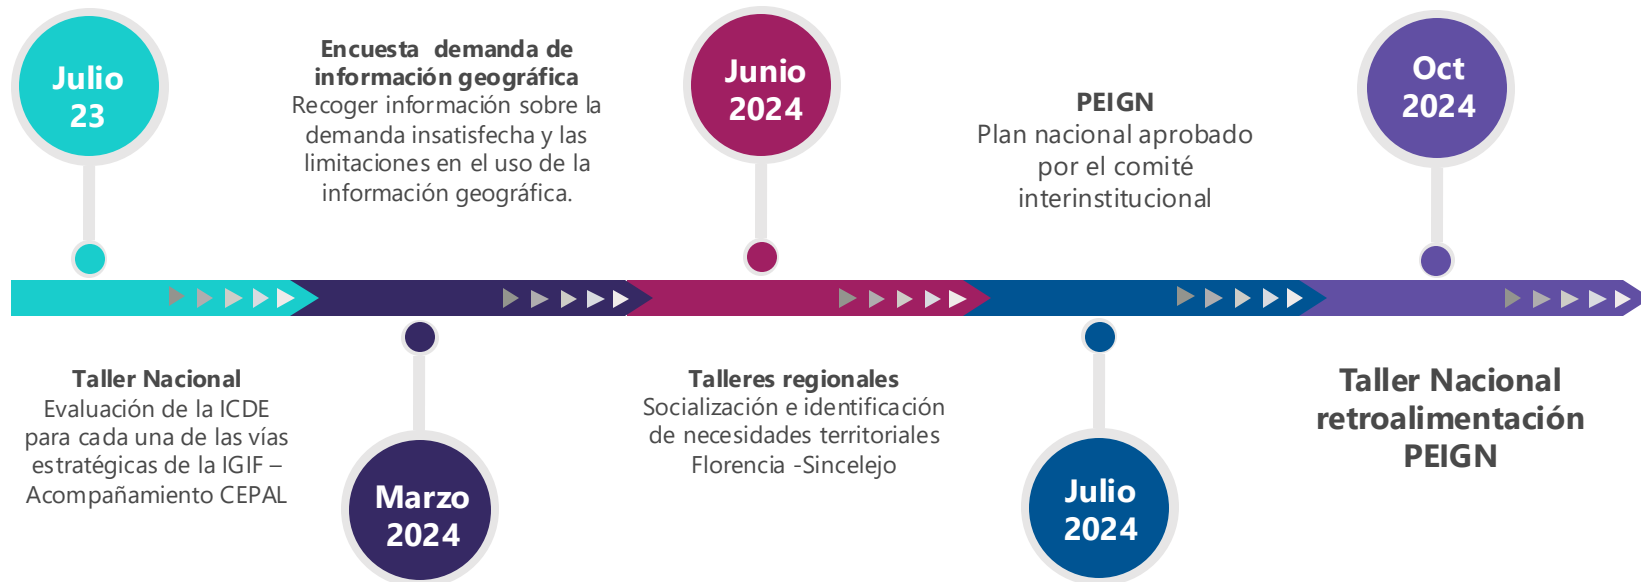 Julio
23
Taller Nacional
Evaluación de la ICDE
para cada una de las vías
estratégicas de la IGIF –
Acompañamiento CEPAL
Encuesta demanda de
información geográfica
Recoger información sobre la
demanda insatisfecha y las
limitaciones en el uso de la
información geográfica.
Marzo
2024
Junio
2024
Talleres regionales
Socialización e identificación
de necesidades territoriales
Florencia -Sincelejo
PEIGN
Plan nacional aprobado
por el comité
interinstitucional
Julio
2024
Oct
2024
Taller Nacional
retroalimentación
PEIGN